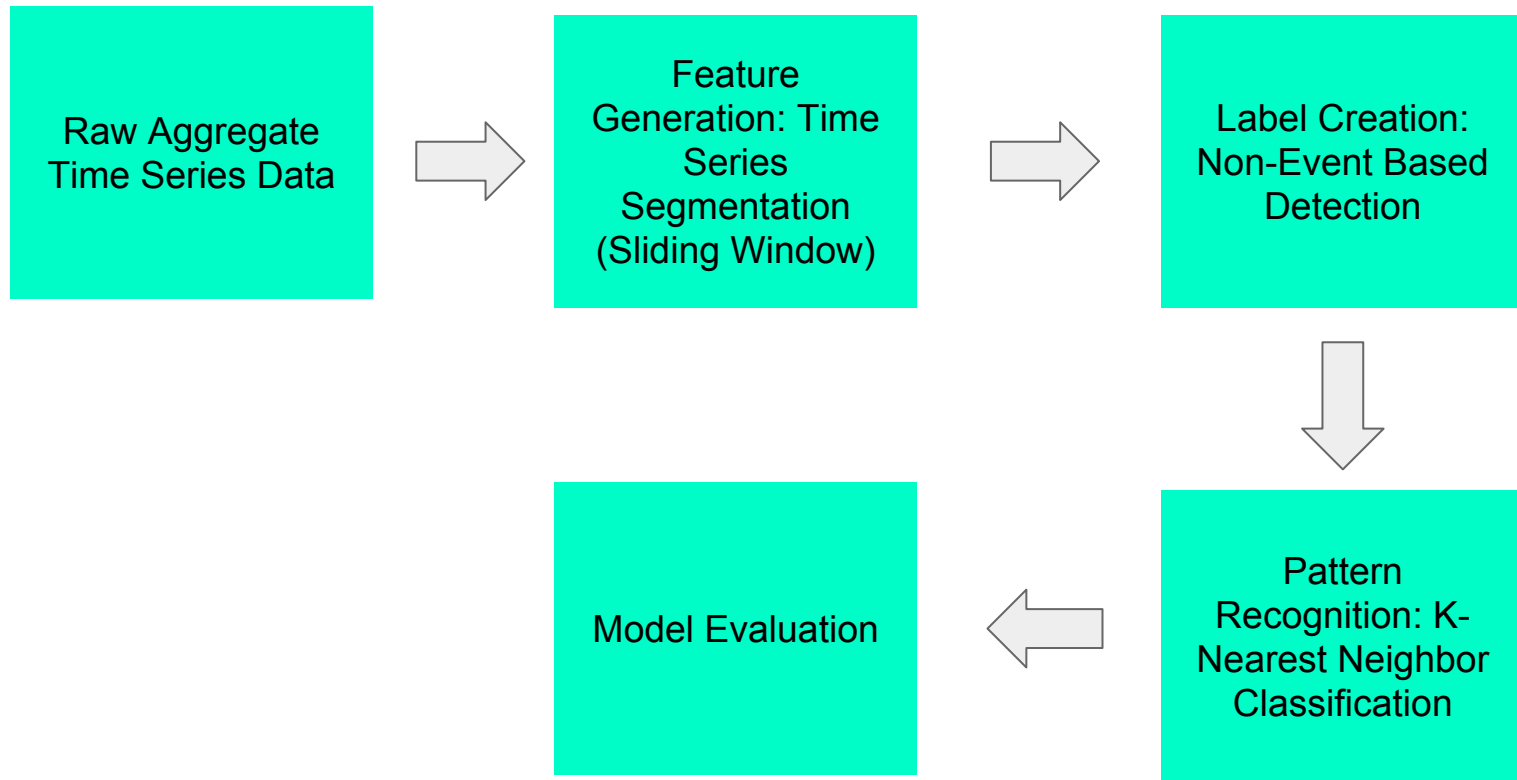 Raw Aggregate
Time Series Data
Feature
Generation: Time
Series
Segmentation
(Sliding Window)
Label Creation:
Non-Event Based
Detection
Pattern
Recognition: K-
Nearest Neighbor
Classification
Model Evaluation